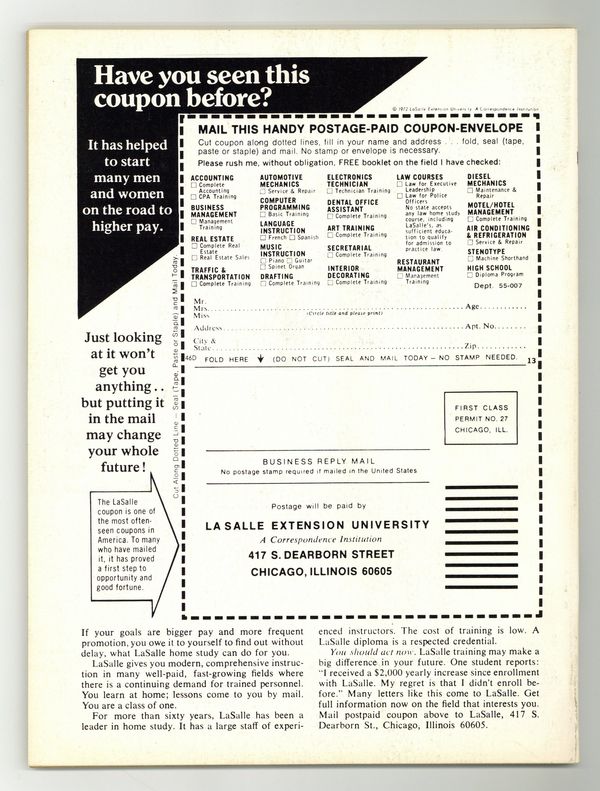 Have you seen this
coupon before?
It has helped
to start
many men
and women
on the road to
higher pay.
Just looking
at it won't
get you
anything . .
but putting it
in the mail
may change
your whole
future!
The LaSalle
coupon is one of
the most often-
seen coupons in
America. To many
who have mailed
it, it has proved
a first step to
opportunity and
good fortune.
© 1972 LaSalle Extension University A Correspondence Institution
Cut Along Dotted Line — Seal (Tape, Paste or Staple) and Mail Today.
MAIL THIS HANDY POSTAGE-PAID COUPON-ENVELOPE
Cut coupon along dotted lines, fill in your name and address . . . fold, seal (tape,
paste or staple) and mail. No stamp or envelope is necessary.
Please rush me, without obligation, FREE booklet on the field I have checked:
ACCOUNTING
☐ Complete
Accounting
☐ CPA Training
BUSINESS
MANAGEMENT
☐ Management
Training
REAL ESTATE
☐ Complete Real
Estate
☐ Real Estate Sales
TRAFFIC &
TRANSPORTATION
☐ Complete Training
AUTOMOTIVE
MECHANICS
☐ Service & Repair
COMPUTER
PROGRAMMING
☐ Basic Training
LANGUAGE
INSTRUCTION
☐ French ☐ Spanish
MUSIC
INSTRUCTION
☐ Piano ☐ Guitar
☐ Spinet Organ
DRAFTING
☐ Complete Training
ELECTRONICS
TECHNICIAN
☐ Technician Training
DENTAL OFFICE
ASSISTANT
☐ Complete Training
ART TRAINING
☐ Complete Training
SECRETARIAL
☐ Complete Training
INTERIOR
DECORATING
☐ Complete Training
LAW COURSES
☐ Law for Executive
Leadership
☐ Law for Police
Officers
No state accepts
any law home study
course, including
LaSalle's, as
sufficient educa-
tion to qualify
for admission to
practice law.
RESTAURANT
MANAGEMENT
☐ Management
Training
DIESEL
MECHANICS
☐ Maintenance &
Repair
MOTEL/HOTEL
MANAGEMENT
☐ Complete Training
AIR CONDITIONING
& REFRIGERATION
☐ Service & Repair
STENOTYPE
☐ Machine Shorthand
HIGH SCHOOL
☐ Diploma Program
Dept. 55-007
Mr.
Mrs.
Miss
Age
(Circle title and please print)
Address Apt. No.
City &
State Zip
46D FOLD HERE (DO NOT CUT) SEAL AND MAIL TODAY – NO STAMP NEEDED. 13
FIRST CLASS
PERMIT NO. 27
CHICAGO, ILL.
BUSINESS REPLY MAIL
No postage stamp required if mailed in the United States
Postage will be paid by
LA SALLE EXTENSION UNIVERSITY
A Correspondence Institution
417 S. DEARBORN STREET
CHICAGO, ILLINOIS 60605
If your goals are bigger pay and more frequent
promotion, you owe it to yourself to find out without
delay, what LaSalle home study can do for you.
LaSalle gives you modern, comprehensive instruc-
tion in many well-paid, fast-growing fields where
there is a continuing demand for trained personnel.
You learn at home; lessons come to you by mail.
You are a class of one.
For more than sixty years, LaSalle has been a
leader in home study. It has a large staff of experi-
enced instructors. The cost of training is low. A
LaSalle diploma is a respected credential.
You should act now. LaSalle training may make a
big difference in your future. One student reports:
"I received a $2,000 yearly increase since enrollment
with LaSalle. My regret is that I didn't enroll be-
fore." Many letters like this come to LaSalle. Get
full information now on the field that interests you.
Mail postpaid coupon above to LaSalle, 417 S.
Dearborn St., Chicago, Illinois 60605.